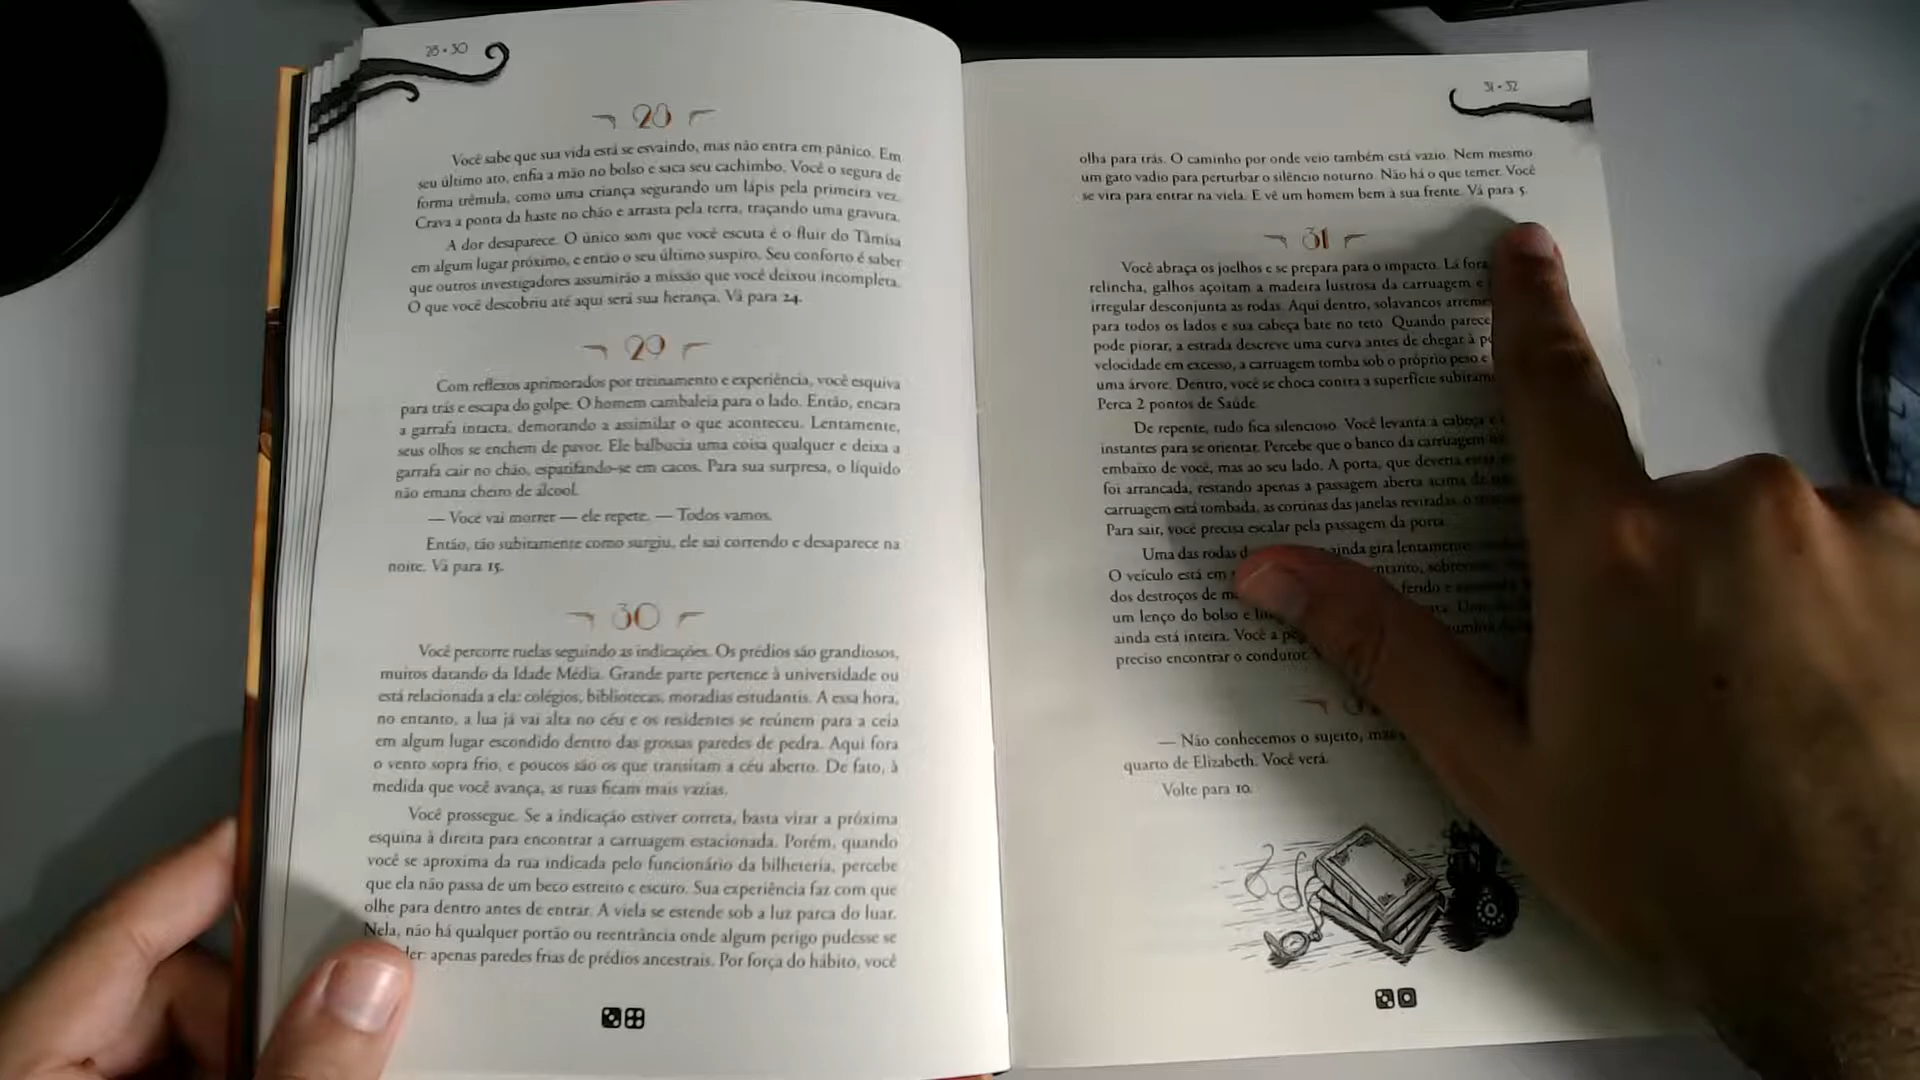 28 • 30
28
Você sabe que sua vida está se esvaindo, mas não entra em pânico. Em
seu último ato, enfia a mão no bolso e saca seu cachimbo. Você o segura de
forma trêmula, como uma criança segurando um lápis pela primeira vez.
Crava a ponta da haste no chão e arrasta pela terra, traçando uma gravura.
A dor desaparece. O único som que você escuta é o fluir do Tâmisa
em algum lugar próximo, e então o seu último suspiro. Seu conforto é saber
que outros investigadores assumirão a missão que você deixou incompleta.
O que você descobriu até aqui será sua herança. Vá para 24.
29
Com reflexos aprimorados por treinamento e experiência, você esquiva
para trás e escapa do golpe. O homem cambaleia para o lado. Então, encara
a garrafa intacta, demorando a assimilar o que aconteceu. Lentamente,
seus olhos se enchem de pavor. Ele balbucia uma coisa qualquer e deixa a
garrafa cair no chão, espatifando-se em cacos. Para sua surpresa, o líquido
não emana cheiro de álcool.
— Você vai morrer — ele repete. — Todos vamos.
Então, tão subitamente como surgiu, ele sai correndo e desaparece na
noite. Vá para 15.
30
Você percorre ruelas seguindo as indicações. Os prédios são grandiosos,
muitos datando da Idade Média. Grande parte pertence à universidade ou
está relacionada a ela: colégios, bibliotecas, moradias estudantis. A essa hora,
no entanto, a lua já vai alta no céu e os residentes se reúnem para a ceia
em algum lugar escondido dentro das grossas paredes de pedra. Aqui fora
o vento sopra frio, e poucos são os que transitam a céu aberto. De fato, à
medida que você avança, as ruas ficam mais vazias.
Você prossegue. Se a indicação estiver correta, basta virar a próxima
esquina à direita para encontrar a carruagem estacionada. Porém, quando
você se aproxima da rua indicada pelo funcionário da bilheteria, percebe
que ela não passa de um beco estreito e escuro. Sua experiência faz com que
olhe para dentro antes de entrar. A viela se estende sob a luz parca do luar.
Nela, não há qualquer portão ou reentrância onde algum perigo pudesse se
apenas paredes frias de prédios ancestrais. Por força do hábito, você
31 • 32
olha para trás. O caminho por onde veio também está vazio. Nem mesmo
um gato vadio para perturbar o silêncio noturno. Não há o que temer. Você
se vira para entrar na viela. E vê um homem bem à sua frente. Vá para 5.
31
Você abraça os joelhos e se prepara para o impacto. Lá fora
relincha, galhos açoitam a madeira lustrosa da carruagem e
irregular desconjunta as rodas. Aqui dentro, solavancos
para todos os lados e sua cabeça bate no teto. Quando parece
pode piorar, a estrada descreve uma curva antes de chegar à
velocidade em excesso, a carruagem tomba sob o próprio peso e
uma árvore. Dentro, você se choca contra a superfície
Perca 2 pontos de Saúde.
De repente, tudo fica silencioso. Você levanta a cabeça e
instantes para se orientar. Percebe que o banco da carruagem
embaixo de você, mas ao seu lado. A porta, que deveria estar
foi arrancada, restando apenas a passagem aberta acima de
carruagem está tombada, as cortinas das janelas reviradas, o
Para sair, você precisa escalar pela passagem da porta.
Uma das rodas ainda gira lentamente
O veículo está em
dos destroços de
um lenço do bolso e
ainda está inteira. Você a
preciso encontrar o condutor.
— Não conhecemos o sujeito,
quarto de Elizabeth. Você verá.
Volte para 10.